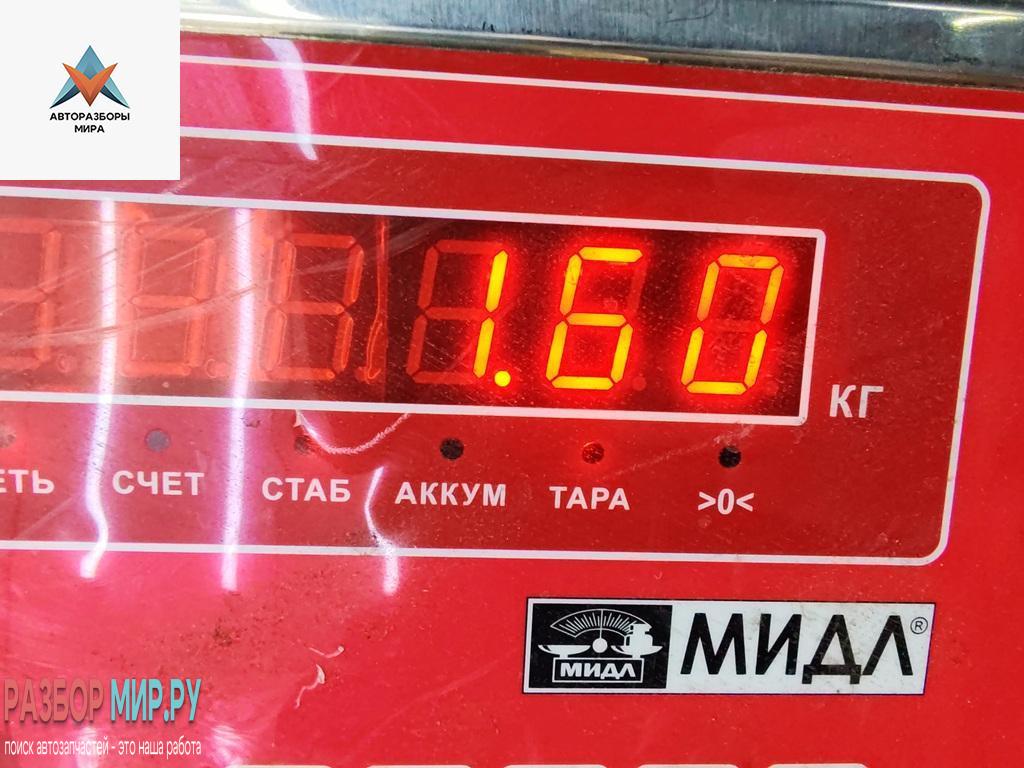 АВТОРАЗБОРЫ
МИРА
1.60
КГ
ЕТЬ СЧЕТ СТАБ АККУМ ТАРА >0<
МИДЛ МИДЛ®
РАЗБОР МИР.РУ
поиск автозапчастей - это наша работа